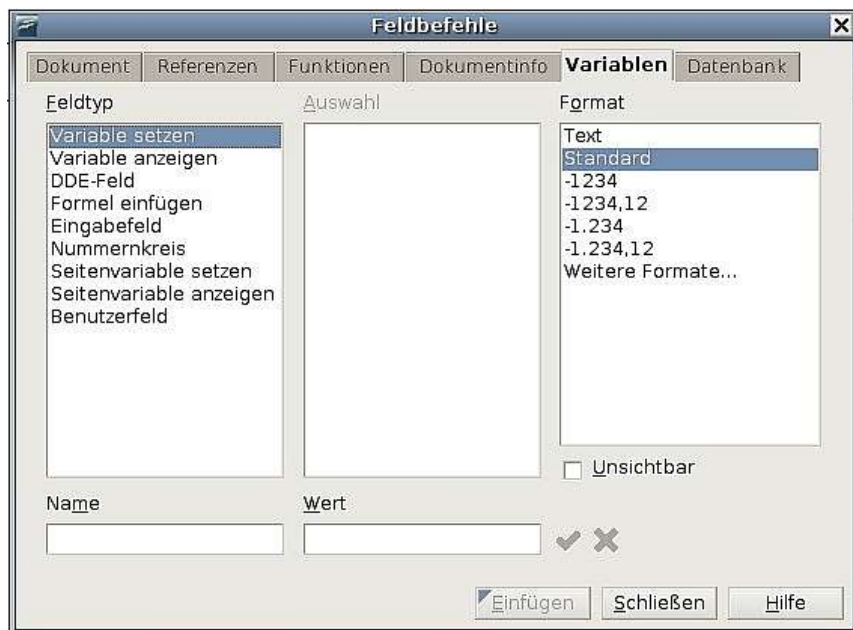 Feldbefehle
Dokument Referenzen Funktionen Dokumentinfo Variablen Datenbank
Feldtyp
Variable setzen
Variable anzeigen
DDE-Feld
Formel einfügen
Eingabefeld
Nummernkreis
Seitenvariable setzen
Seitenvariable anzeigen
Benutzerfeld
Auswahl
Format
Text
Standard
-1234
-1234,12
-1.234
-1.234,12
Weitere Formate...
Unsichtbar
Name
Wert
Einfügen Schließen Hilfe